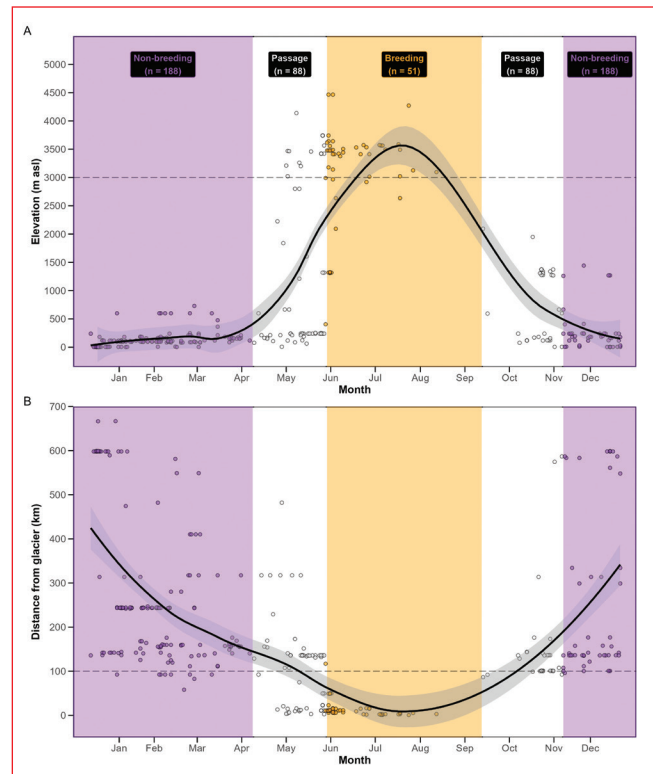 A
Non-breeding
(n = 188)
Passage
(n = 88)
Breeding
(n = 51)
Passage
(n = 88)
Non-breeding
(n = 188)
5000
4500
4000
3500
3000
2500
2000
1500
1000
500
250
0
Elevation (m asl)
Jan Feb Mar Apr May Jun Jul Aug Sep Oct Nov Dec
Month
B
700
600
500
400
300
200
100
0
Distance from glacier (km)
Jan Feb Mar Apr May Jun Jul Aug Sep Oct Nov Dec
Month